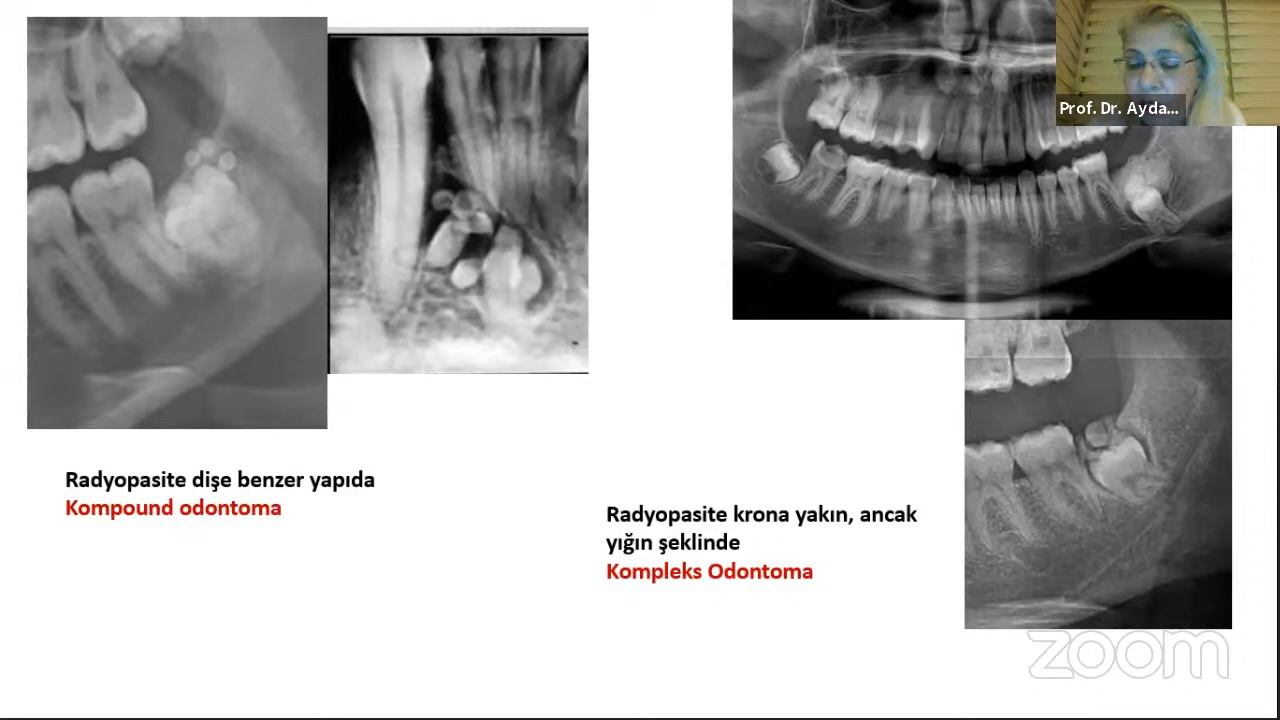 Prof. Dr. Ayda...
Radyopasite dişe benzer yapıda
Kompound odontoma
Radyopasite krona yakın, ancak
yığın şeklinde
Kompleks Odontoma
zoom